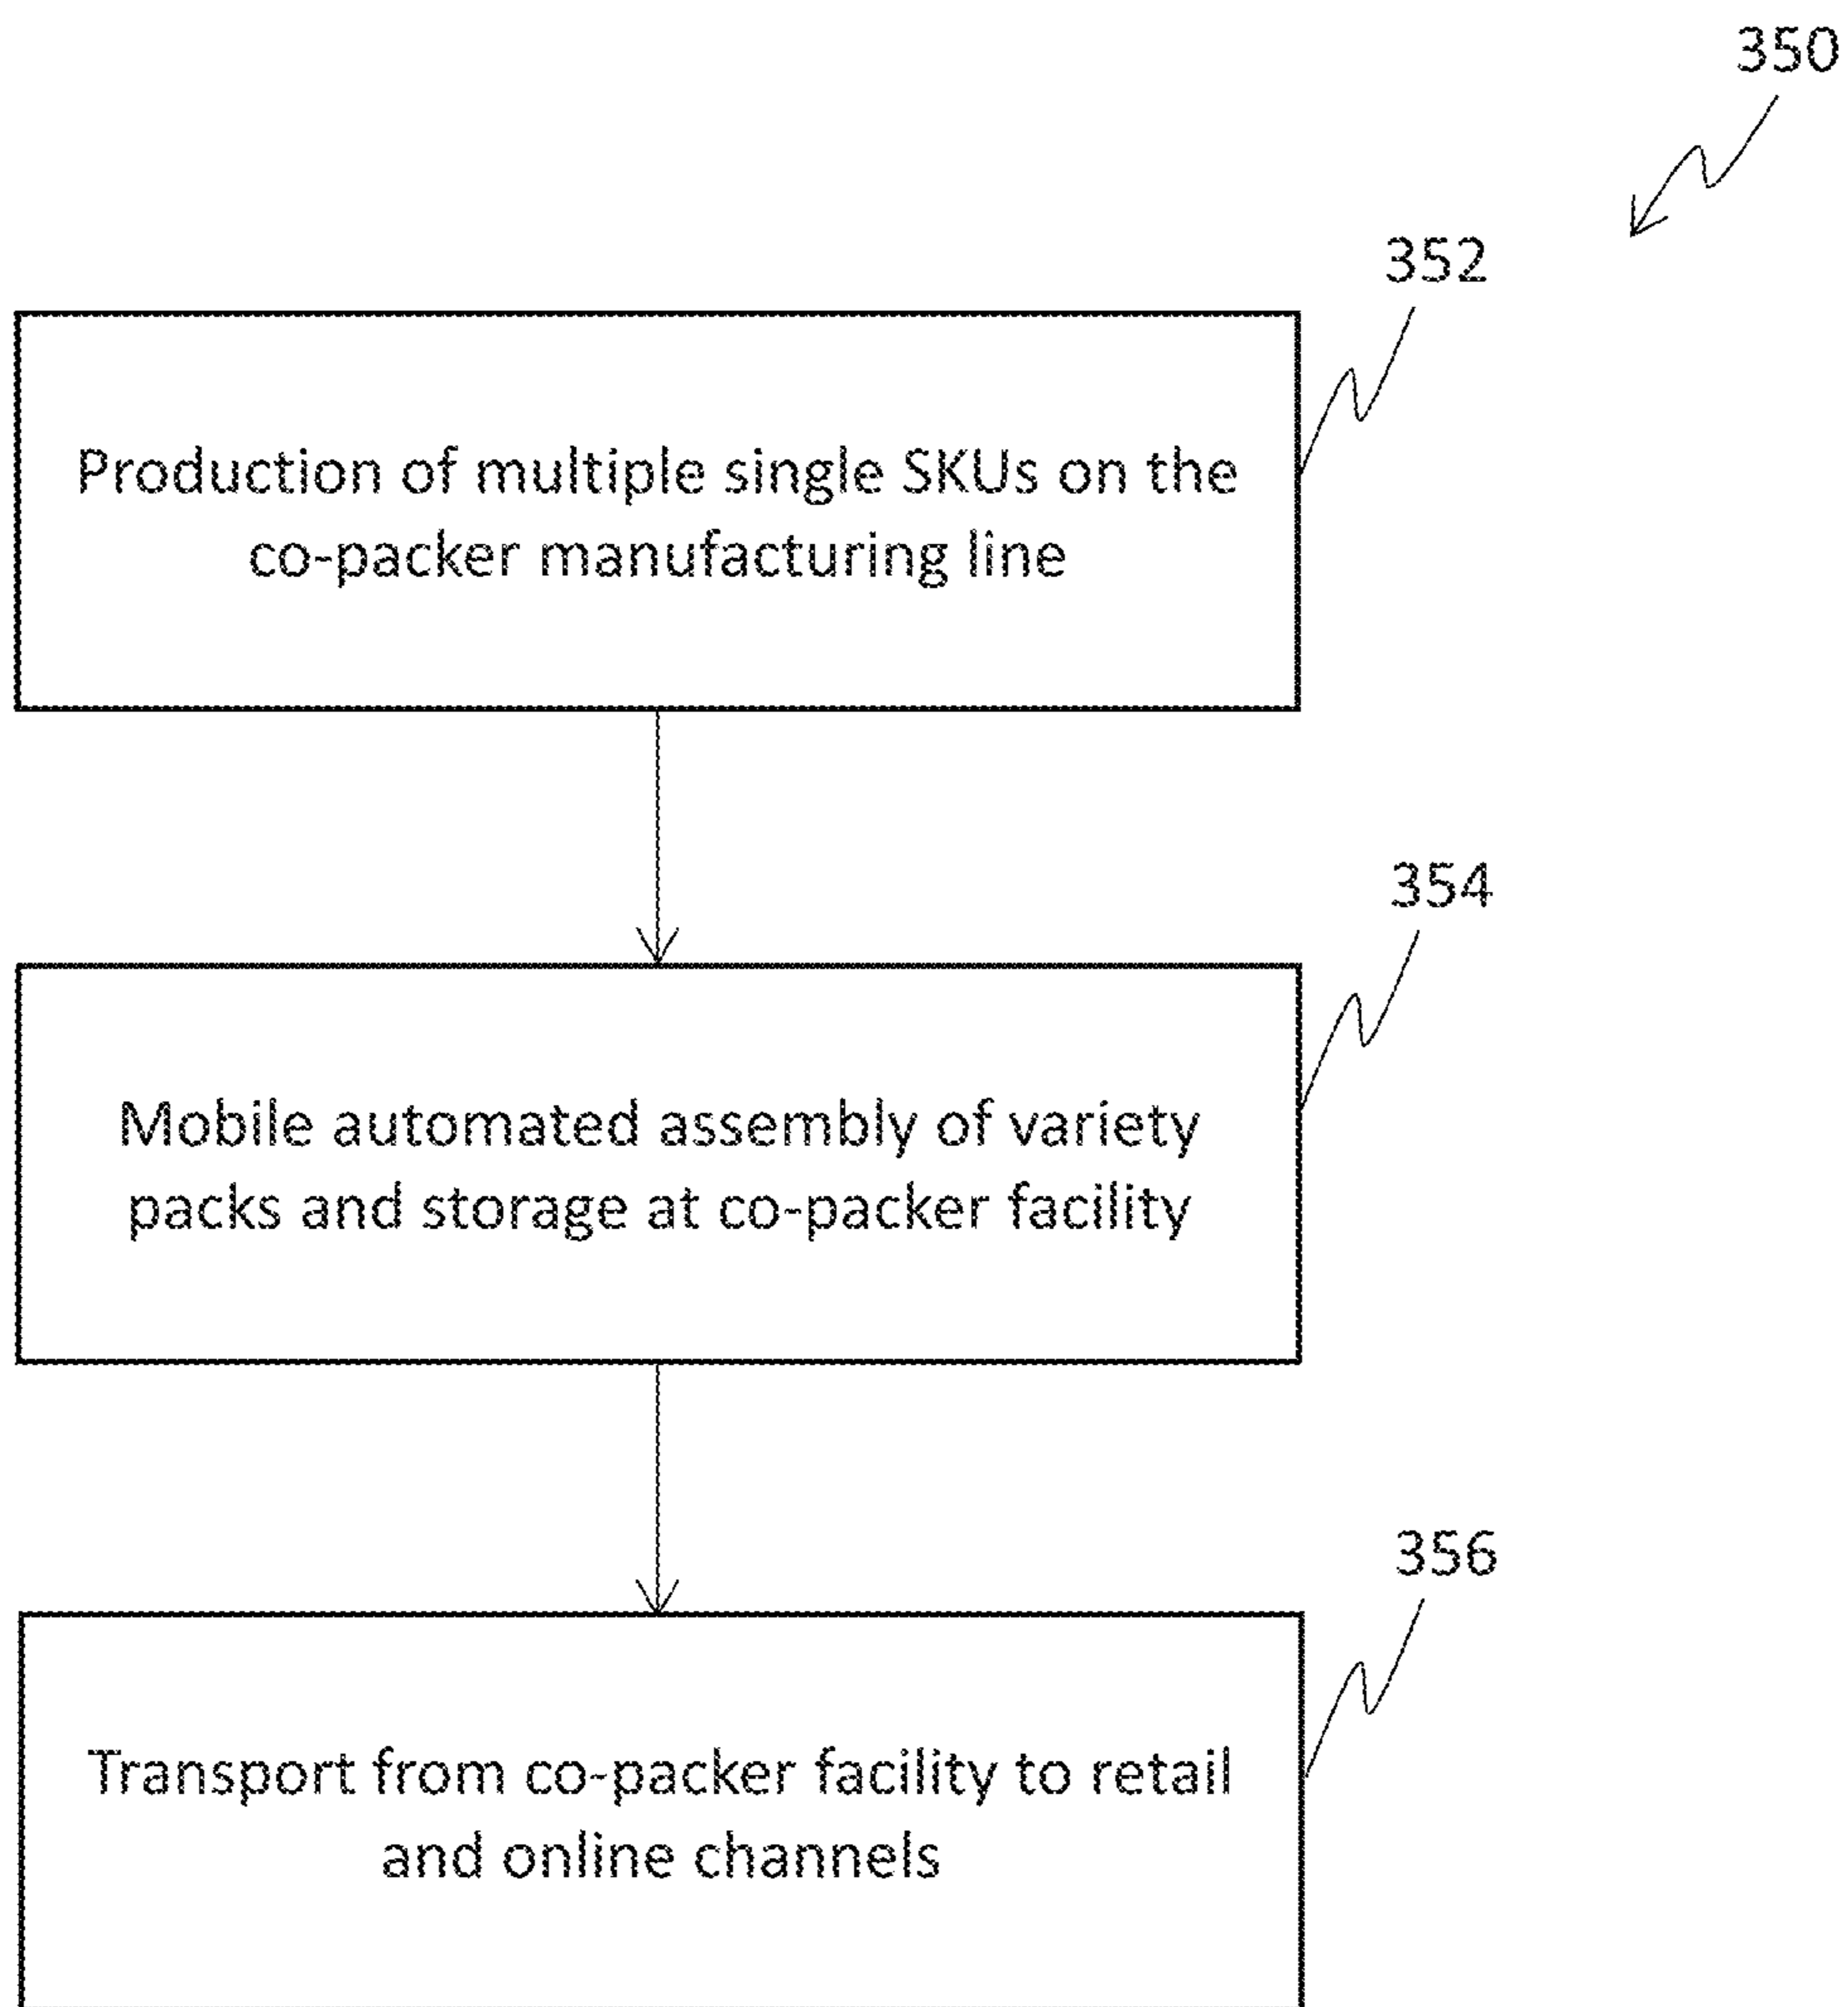 350
352
Production of multiple single SKUs on the
co-packer manufacturing line
354
Mobile automated assembly of variety
packs and storage at co-packer facility
356
Transport from co-packer facility to retail
and online channels